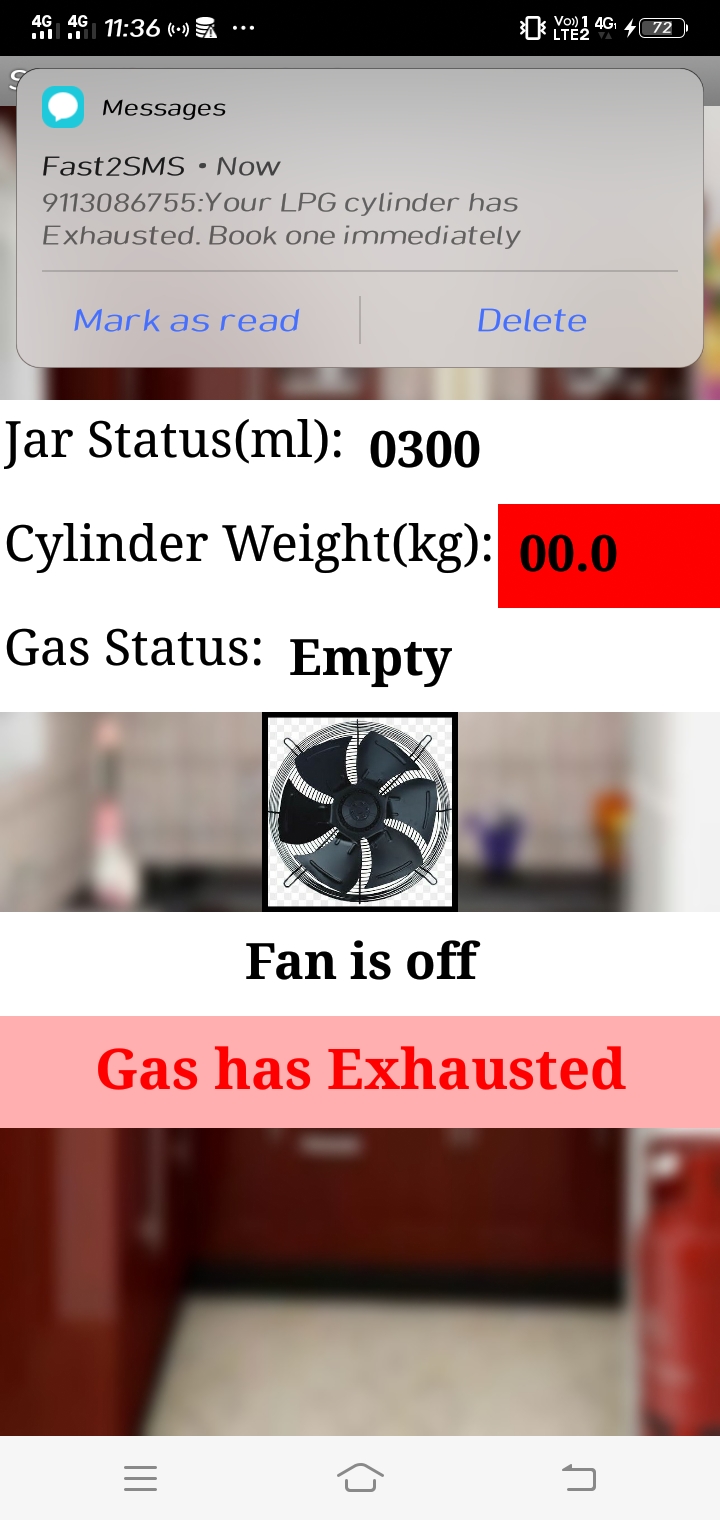 4G 4G 11:36 Vo)) 1 LTE2 4G 72
Messages
Fast2SMS • Now
9113086755:Your LPG cylinder has
Exhausted. Book one immediately
Mark as read Delete
Jar Status(ml): 0300
Cylinder Weight(kg): 00.0
Gas Status: Empty
Fan is off
Gas has Exhausted